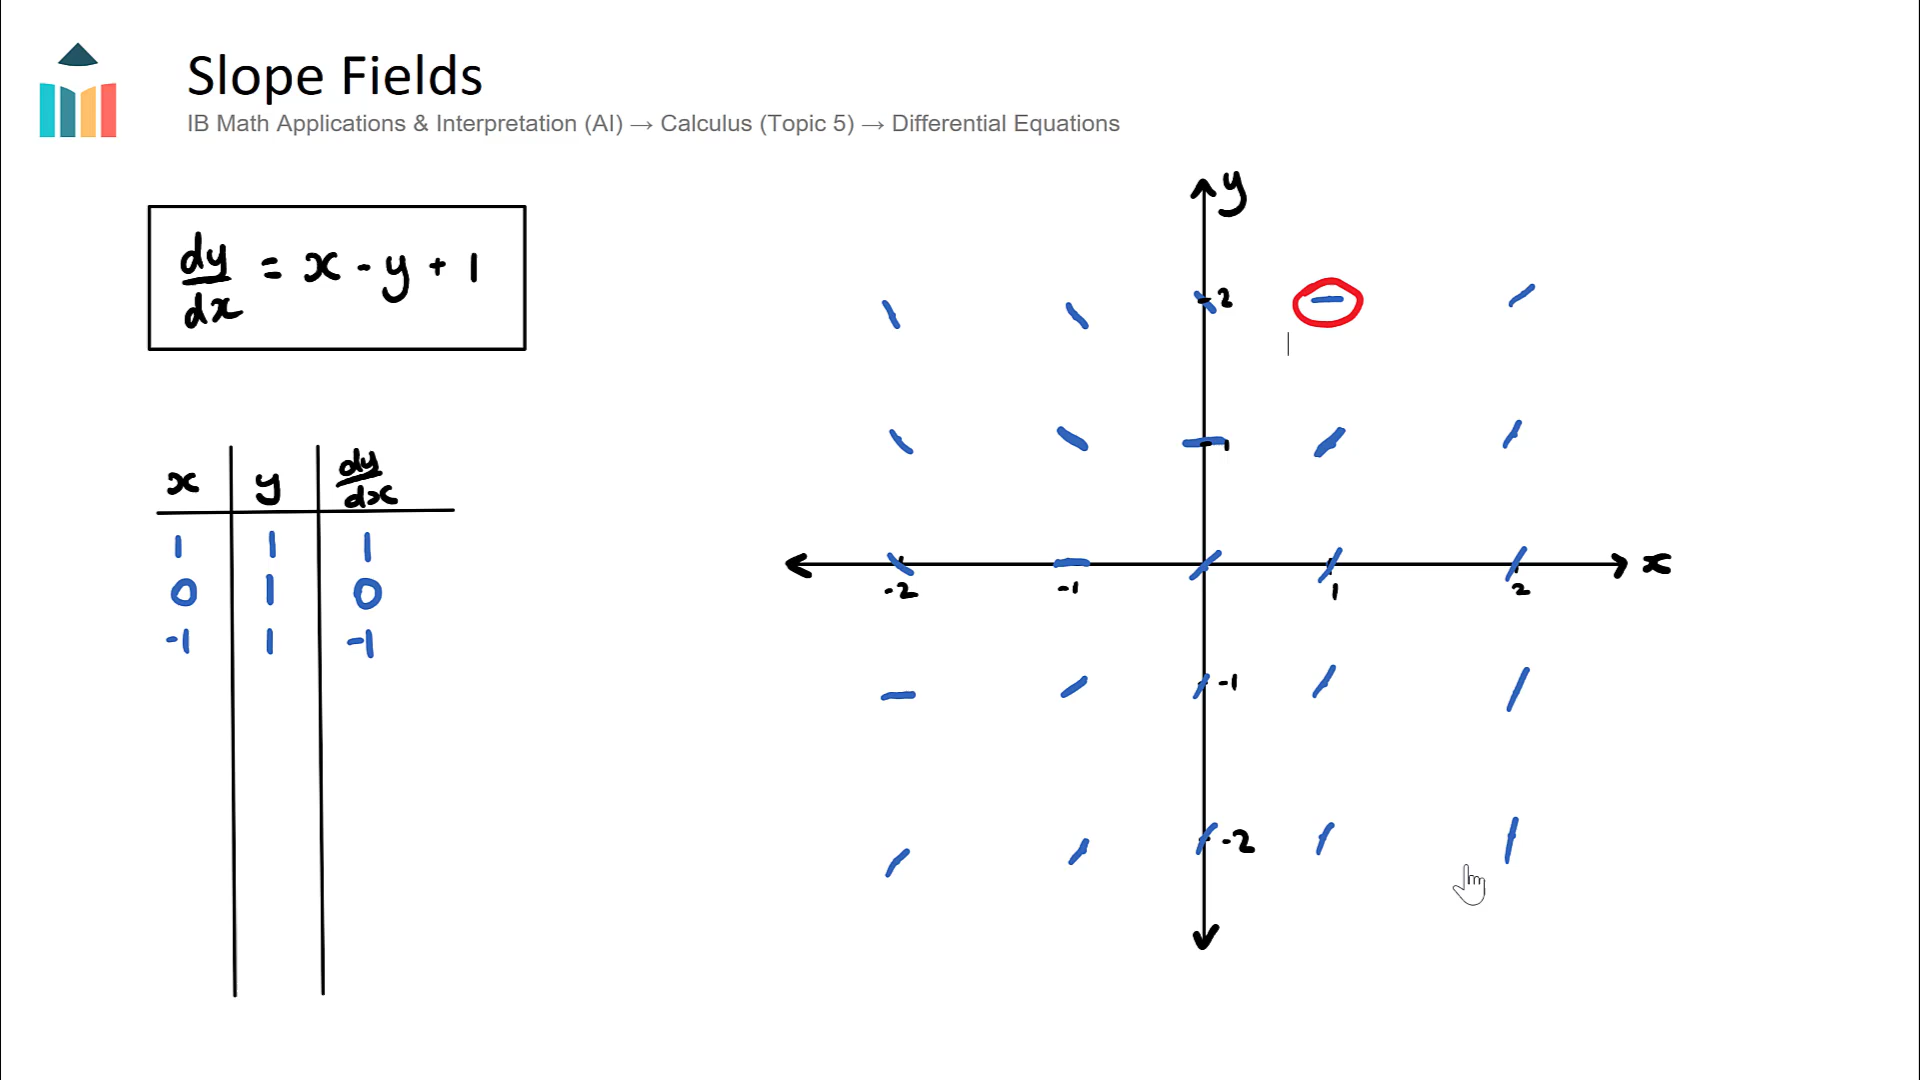 Slope Fields
IB Math Applications & Interpretation (AI) → Calculus (Topic 5) → Differential Equations
dy/dx = x - y + 1
x y dy/dx
1 1 1
0 1 0
-1 1 -1
y
2
1
-2 -1 1 2 x
-1
-2